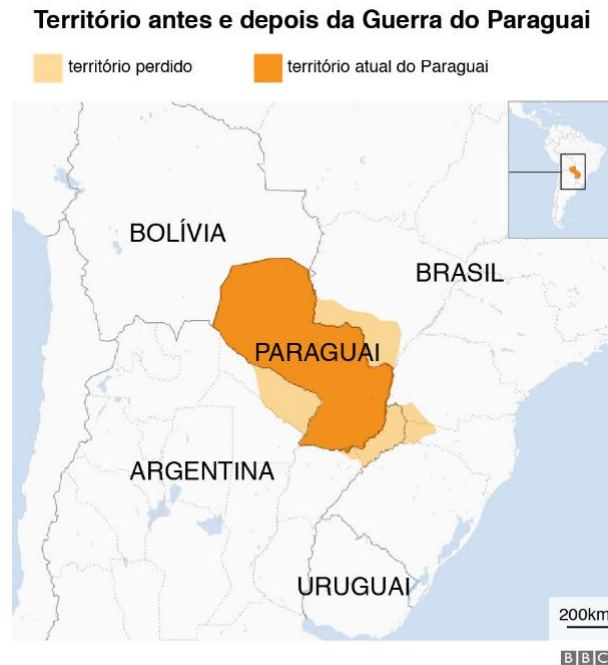 Território antes e depois da Guerra do Paraguai
território perdido
território atual do Paraguai
BOLÍVIA
BRASIL
PARAGUAI
ARGENTINA
URUGUAI
200km
BBC